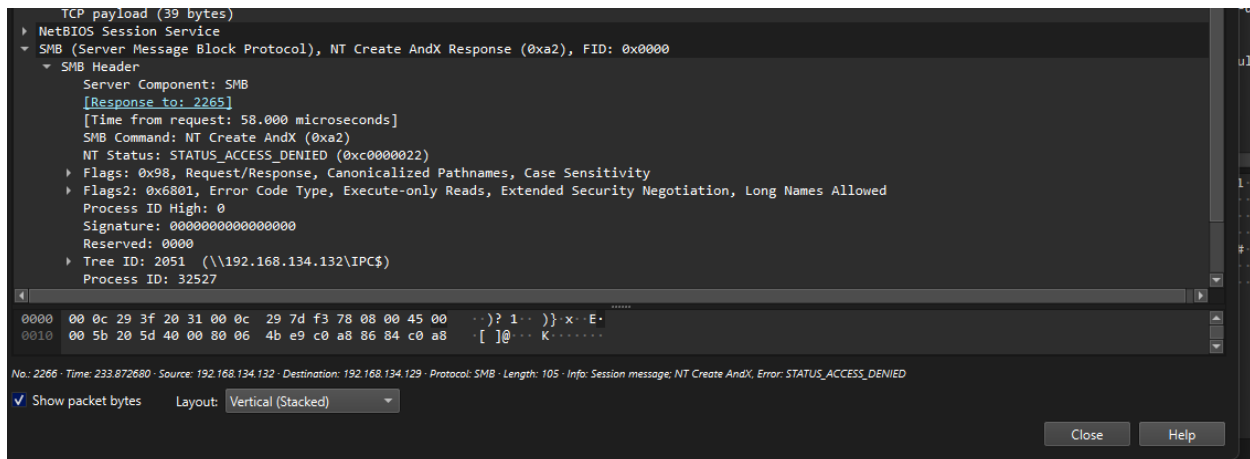 TCP payload (39 bytes)
NetBIOS Session Service
SMB (Server Message Block Protocol), NT Create AndX Response (0xa2), FID: 0x0000
SMB Header
Server Component: SMB
[Response to: 2265]
[Time from request: 58.000 microseconds]
SMB Command: NT Create AndX (0xa2)
NT Status: STATUS_ACCESS_DENIED (0xc0000022)
Flags: 0x98, Request/Response, Canonicalized Pathnames, Case Sensitivity
Flags2: 0x6801, Error Code Type, Execute-only Reads, Extended Security Negotiation, Long Names Allowed
Process ID High: 0
Signature: 0000000000000000
Reserved: 0000
Tree ID: 2051  (\\192.168.134.132\IPC$)
Process ID: 32527
0000  00 0c 29 3f 20 31 00 0c  29 7d f3 78 08 00 45 00  ··)? 1·· )}·x··E·
0010  00 5b 20 5d 40 00 80 06  4b e9 c0 a8 86 84 c0 a8  ·[ ]@··· K·······
No.: 2266 · Time: 233.872680 · Source: 192.168.134.132 · Destination: 192.168.134.129 · Protocol: SMB · Length: 105 · Info: Session message; NT Create AndX, Error: STATUS_ACCESS_DENIED
Show packet bytes Layout: Vertical (Stacked)
Close Help